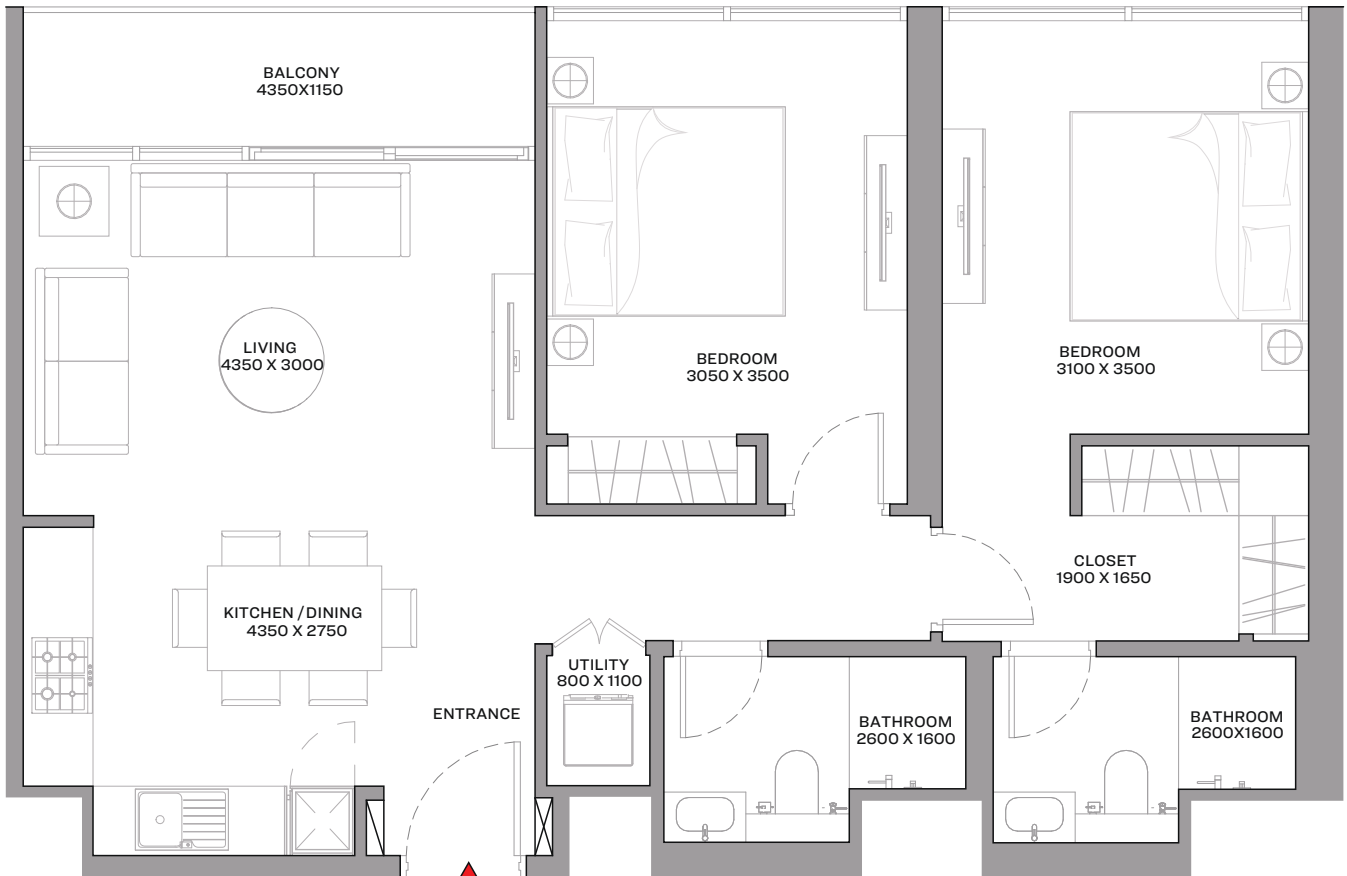 BALCONY
4350X1150
LIVING
4350 X 3000
BEDROOM
3050 X 3500
BEDROOM
3100 X 3500
CLOSET
1900 X 1650
KITCHEN / DINING
4350 X 2750
UTILITY
800 X 1100
ENTRANCE
BATHROOM
2600 X 1600
BATHROOM
2600X1600